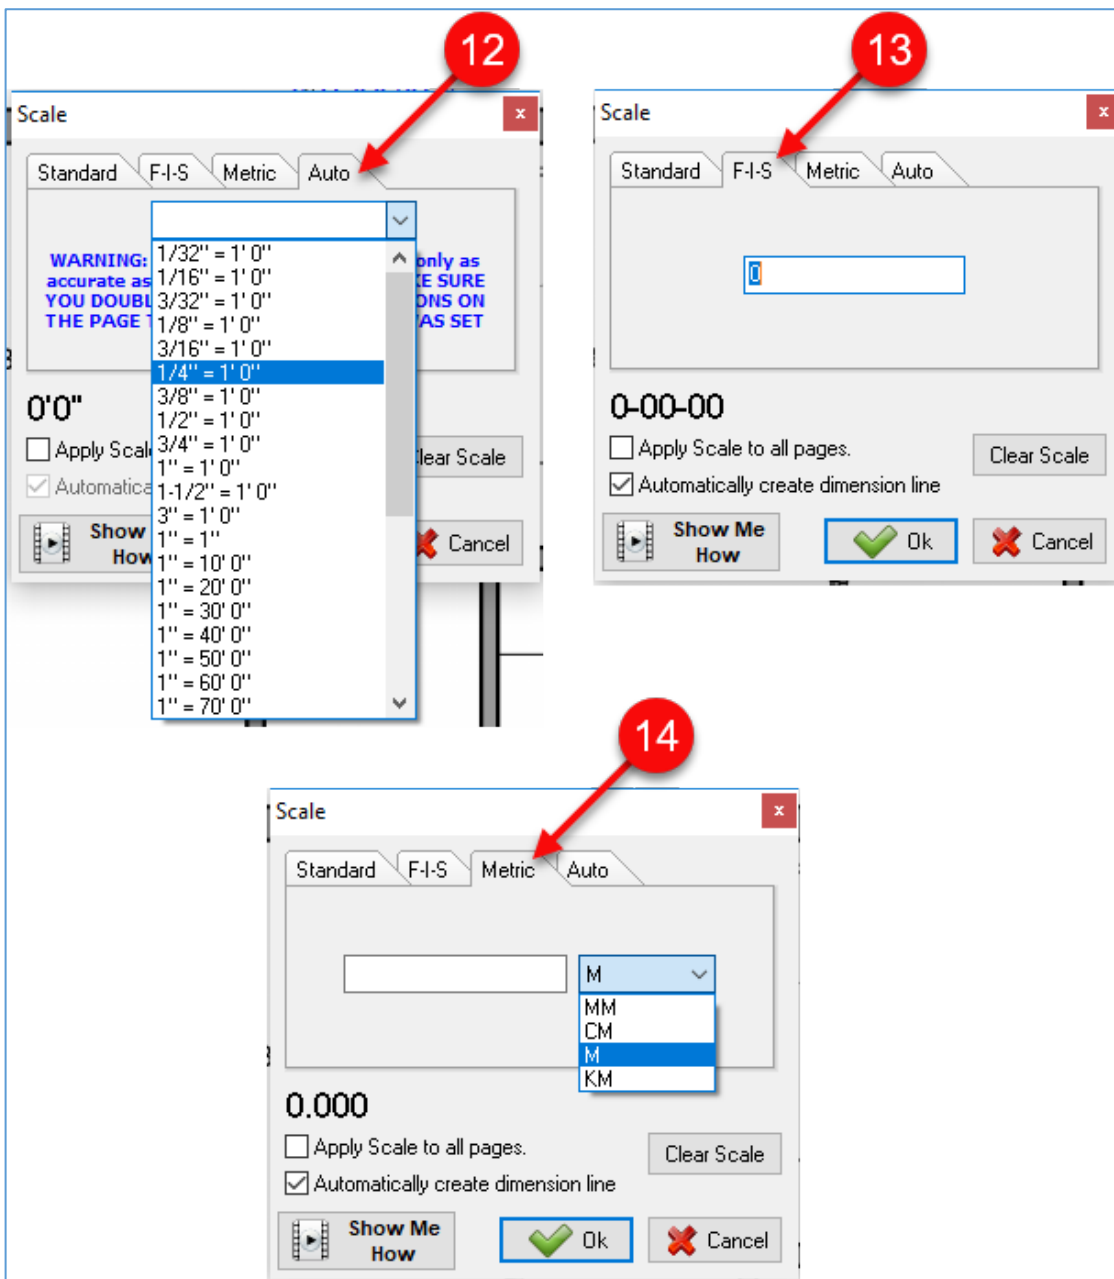 12
Scale
x
Standard F-I-S Metric Auto
WARNING: only as
accurate as KE SURE
YOU DOUBL ONS ON
THE PAGE T AS SET
1/32" = 1' 0"
1/16" = 1' 0"
3/32" = 1' 0"
1/8" = 1' 0"
3/16" = 1' 0"
1/4" = 1' 0"
3/8" = 1' 0"
1/2" = 1' 0"
3/4" = 1' 0"
1" = 1' 0"
1-1/2" = 1' 0"
3" = 1' 0"
1" = 1"
1" = 10' 0"
1" = 20' 0"
1" = 30' 0"
1" = 40' 0"
1" = 50' 0"
1" = 60' 0"
1" = 70' 0"
0'0"
Apply Scal lear Scale
Automatica
Show
How
Cancel
13
Scale
x
Standard F-I-S Metric Auto
0
0-00-00
Apply Scale to all pages.
Clear Scale
Automatically create dimension line
Show Me
How
Ok
Cancel
14
Scale
x
Standard F-I-S Metric Auto
M
MM
CM
M
KM
0.000
Apply Scale to all pages.
Clear Scale
Automatically create dimension line
Show Me
How
Ok
Cancel